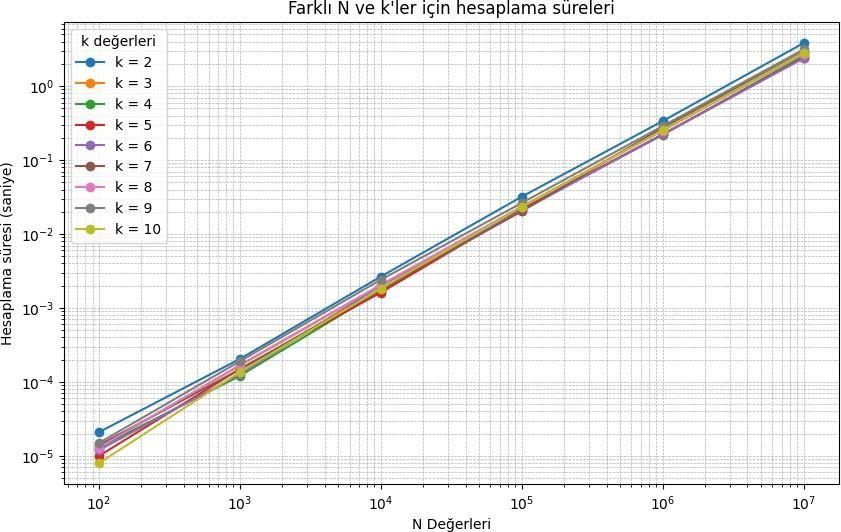 Farklı N ve k'ler için hesaplama süreleri
k değerleri
k = 2
k = 3
k = 4
k = 5
k = 6
k = 7
k = 8
k = 9
k = 10
Hesaplama süresi (saniye)
10⁰
10⁻¹
10⁻²
10⁻³
10⁻⁴
10⁻⁵
10² 10³ 10⁴ 10⁵ 10⁶ 10⁷
N Değerleri